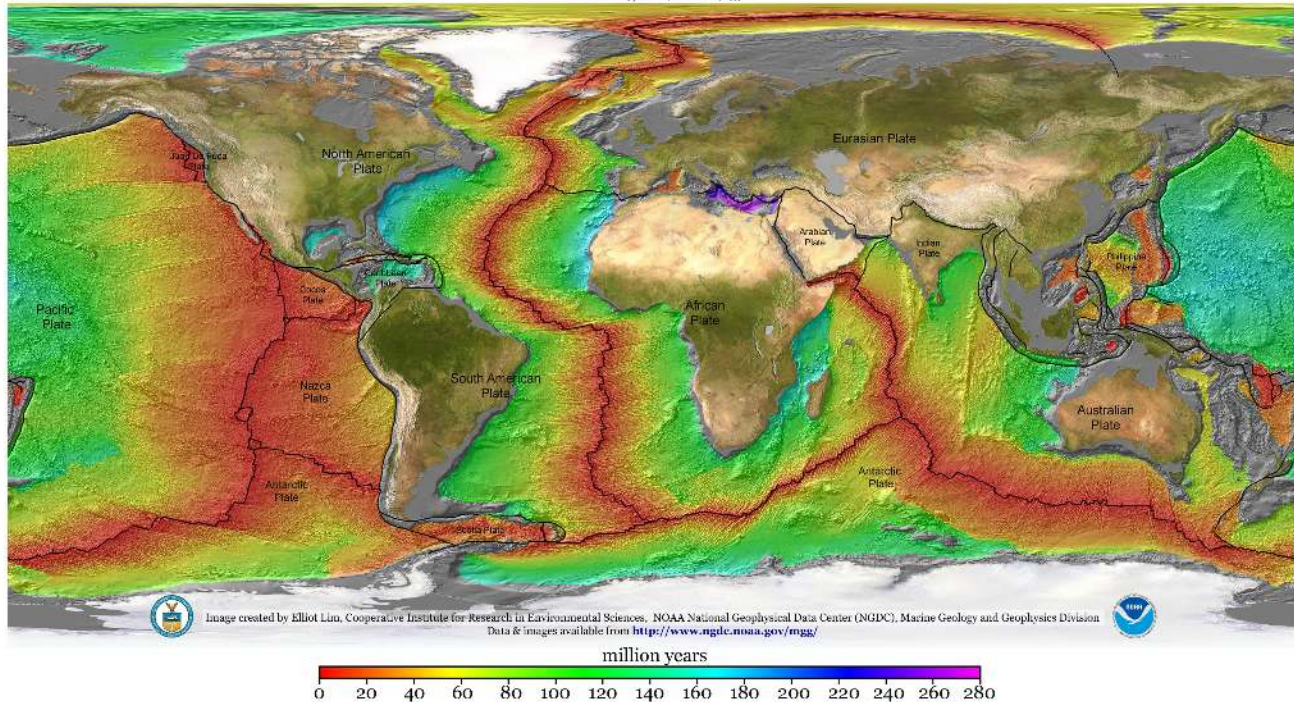 North American
Plate
Eurasian Plate
Juan De Fuca
Plate
Arabian
Plate
Indian
Plate
Philippine
Plate
Caribbean
Plate
Cocos
Plate
Pacific
Plate
African
Plate
Nazca
Plate
South American
Plate
Australian
Plate
Antarctic
Plate
Antarctic
Plate
Scotia Plate
Image created by Elliot Lim, Cooperative Institute for Research in Environmental Sciences, NOAA National Geophysical Data Center (NGDC), Marine Geology and Geophysics Division
Data & images available from http://www.ngdc.noaa.gov/mgg/
million years
0 20 40 60 80 100 120 140 160 180 200 220 240 260 280